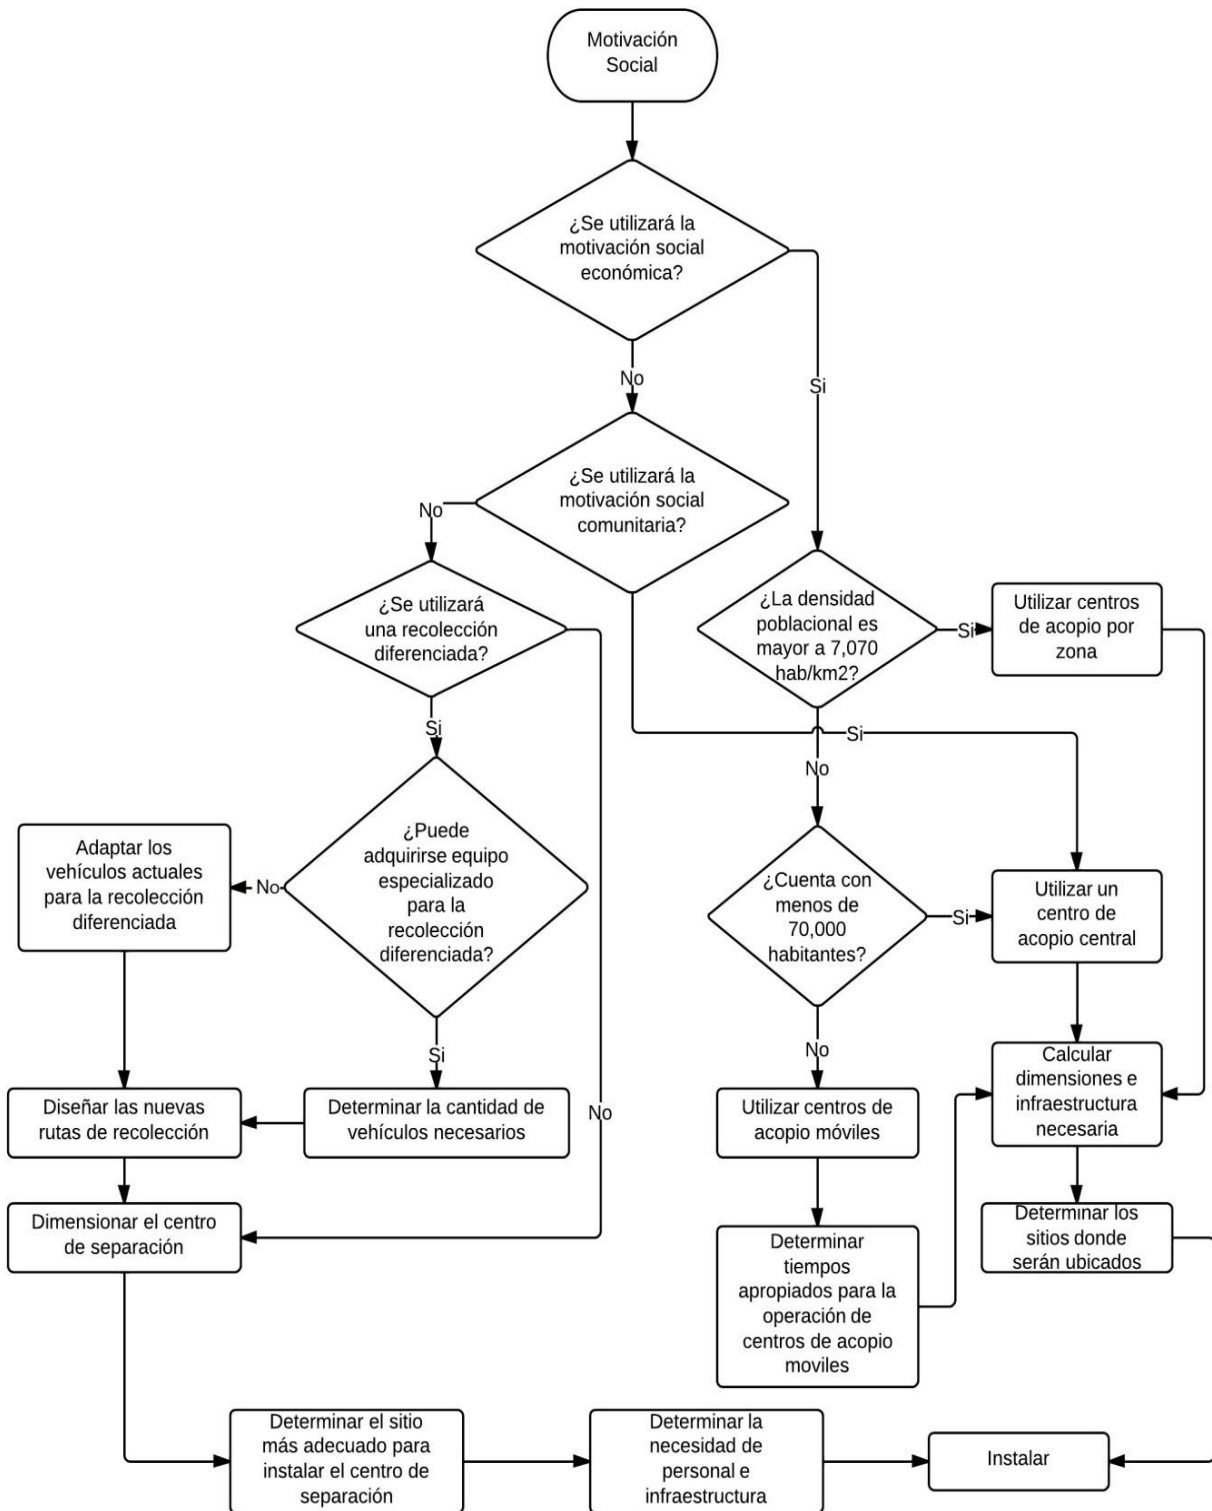 Motivación
Social
¿Se utilizará la
motivación social
económica?
No
Si
¿Se utilizará la
motivación social
comunitaria?
No
¿Se utilizará
una recolección
diferenciada?
¿La densidad
poblacional es
mayor a 7,070
hab/km2?
Si
Utilizar centros
de acopio por
zona
Si
Si
No
¿Puede
adquirirse equipo
especializado
para la
recolección
diferenciada?
No
Adaptar los
vehículos actuales
para la recolección
diferenciada
¿Cuenta con
menos de
70,000
habitantes?
Si
Utilizar un
centro de
acopio central
Si
No
Calcular
dimensiones e
infraestructura
necesaria
Diseñar las nuevas
rutas de recolección
Determinar la cantidad de
vehículos necesarios
No
Utilizar centros de
acopio móviles
Dimensionar el centro
de separación
Determinar los
sitios donde
serán ubicados
Determinar
tiempos
apropiados para la
operación de
centros de acopio
moviles
Determinar el sitio
más adecuado para
instalar el centro de
separación
Determinar la
necesidad de
personal e
infraestructura
Instalar